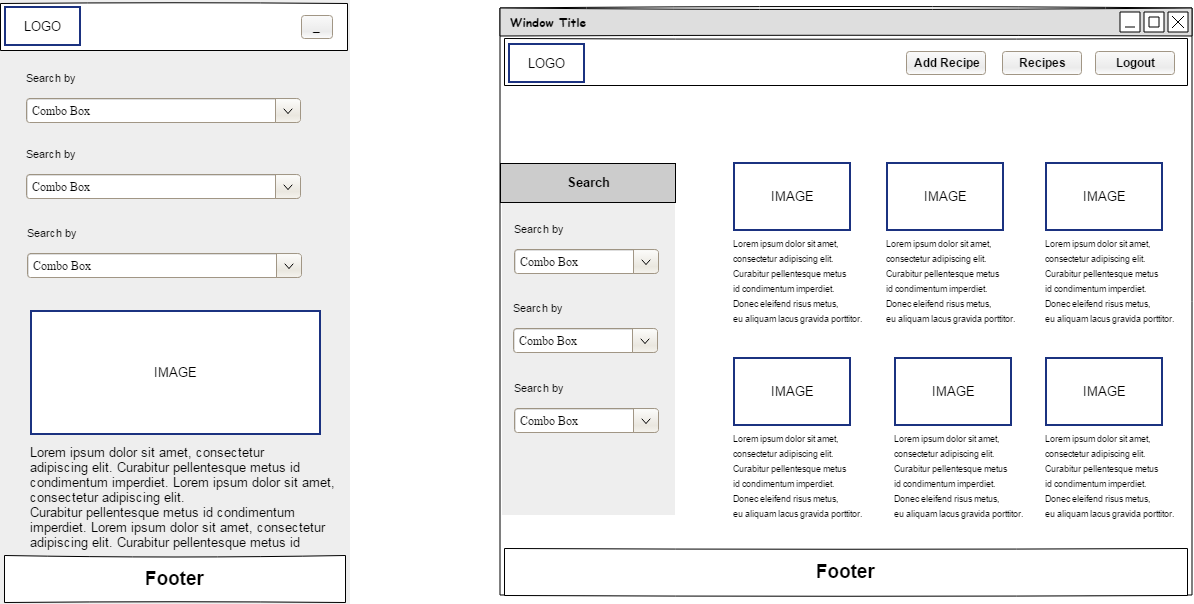 LOGO
_
Search by
Combo Box
Search by
Combo Box
Search by
Combo Box
IMAGE
Lorem ipsum dolor sit amet, consectetur
adipiscing elit. Curabitur pellentesque metus id
condimentum imperdiet. Lorem ipsum dolor sit amet,
consectetur adipiscing elit.
Curabitur pellentesque metus id condimentum
imperdiet. Lorem ipsum dolor sit amet, consectetur
adipiscing elit. Curabitur pellentesque metus id
Footer
Window Title
LOGO
Add Recipe
Recipes
Logout
Search
Search by
Combo Box
Search by
Combo Box
Search by
Combo Box
IMAGE
Lorem ipsum dolor sit amet,
consectetur adipiscing elit.
Curabitur pellentesque metus
id condimentum imperdiet.
Donec eleifend risus metus,
eu aliquam lacus gravida porttitor.
IMAGE
Lorem ipsum dolor sit amet,
consectetur adipiscing elit.
Curabitur pellentesque metus
id condimentum imperdiet.
Donec eleifend risus metus,
eu aliquam lacus gravida porttitor.
IMAGE
Lorem ipsum dolor sit amet,
consectetur adipiscing elit.
Curabitur pellentesque metus
id condimentum imperdiet.
Donec eleifend risus metus,
eu aliquam lacus gravida porttitor.
IMAGE
Lorem ipsum dolor sit amet,
consectetur adipiscing elit.
Curabitur pellentesque metus
id condimentum imperdiet.
Donec eleifend risus metus,
eu aliquam lacus gravida porttitor.
IMAGE
Lorem ipsum dolor sit amet,
consectetur adipiscing elit.
Curabitur pellentesque metus
id condimentum imperdiet.
Donec eleifend risus metus,
eu aliquam lacus gravida porttitor.
IMAGE
Lorem ipsum dolor sit amet,
consectetur adipiscing elit.
Curabitur pellentesque metus
id condimentum imperdiet.
Donec eleifend risus metus,
eu aliquam lacus gravida porttitor.
Footer